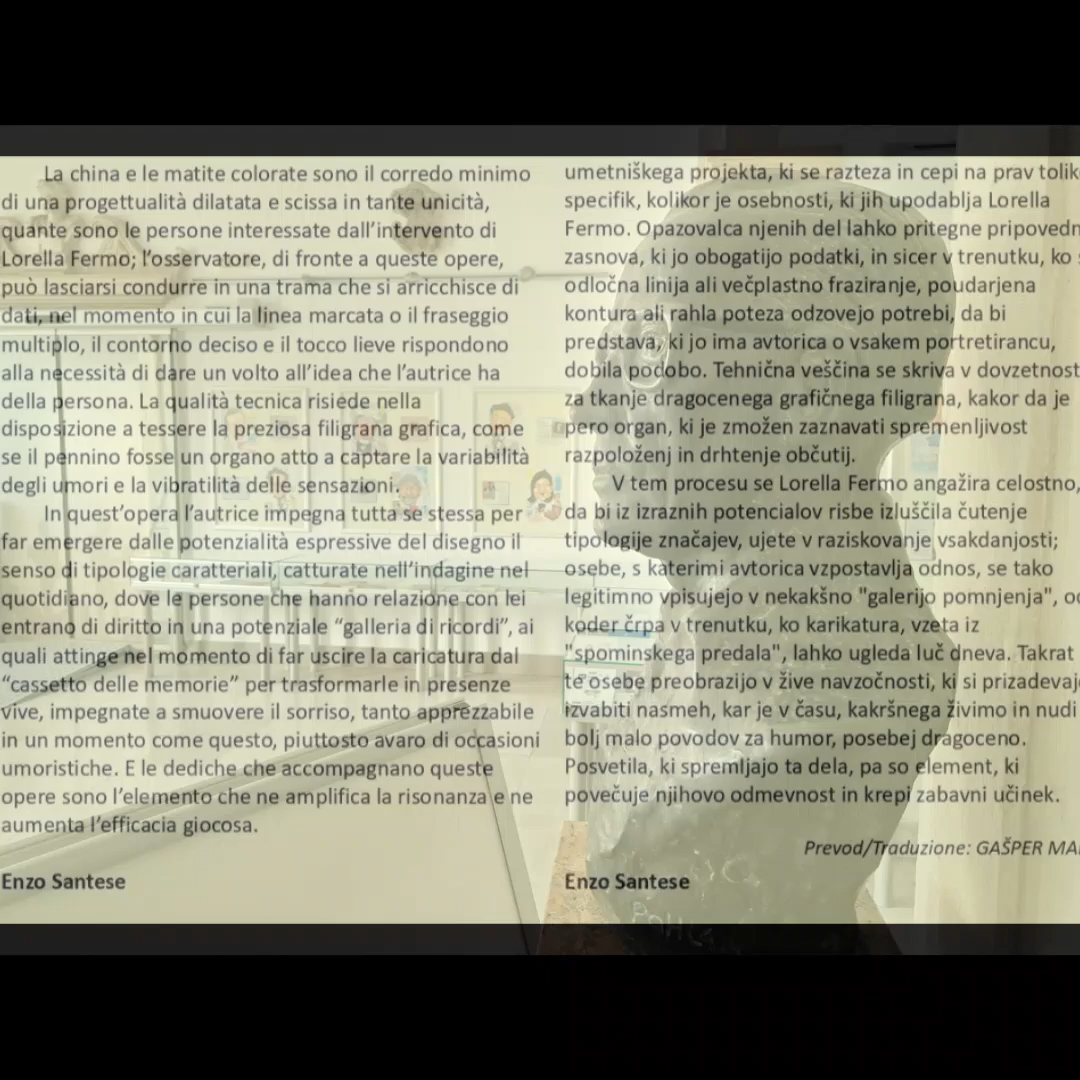 La china e le matite colorate sono il corredo minimo
di una progettualità dilatata e scissa in tante unicità,
quante sono le persone interessate dall'intervento di
Lorella Fermo; l'osservatore, di fronte a queste opere,
può lasciarsi condurre in una trama che si arricchisce di
dati, nel momento in cui la linea marcata o il fraseggio
multiplo, il contorno deciso e il tocco lieve rispondono
alla necessità di dare un volto all'idea che l'autrice ha
della persona. La qualità tecnica risiede nella
disposizione a tessere la preziosa filigrana grafica, come
se il pennino fosse un organo atto a captare la variabilità
degli umori e la vibratilità delle sensazioni.
In quest'opera l'autrice impegna tutta se stessa per
far emergere dalle potenzialità espressive del disegno il
senso di tipologie caratteriali, catturate nell'indagine nel
quotidiano, dove le persone che hanno relazione con lei
entrano di diritto in una potenziale "galleria di ricordi", ai
quali attinge nel momento di far uscire la caricatura dal
"cassetto delle memorie" per trasformarle in presenze
vive, impegnate a smuovere il sorriso, tanto apprezzabile
in un momento come questo, piuttosto avaro di occasioni
umoristiche. E le dediche che accompagnano queste
opere sono l'elemento che ne amplifica la risonanza e ne
aumenta l'efficacia giocosa.
Enzo Santese
umetniškega projekta, ki se razteza in cepi na prav tolik
specifik, kolikor je osebnosti, ki jih upodablja Lorella
Fermo. Opazovalca njenih del lahko pritegne pripovedn
zasnova, ki jo obogatijo podatki, in sicer v trenutku, ko
odločna linija ali večplastno fraziranje, poudarjena
kontura ali rahla poteza odzovejo potrebi, da bi
predstava, ki jo ima avtorica o vsakem portretirancu,
dobila podobo. Tehnična veščina se skriva v dovzetnost
za tkanje dragocenega grafičnega filigrana, kakor da je
pero organ, ki je zmožen zaznavati spremenljivost
razpoloženj in drhtenje občutij.
V tem procesu se Lorella Fermo angažira celostno,
da bi iz izraznih potencialov risbe izluščila čutenje
tipologije značajev, ujete v raziskovanje vsakdanjosti;
osebe, s katerimi avtorica vzpostavlja odnos, se tako
legitimno vpisujejo v nekakšno "galerijo pomnjenja", o
koder črpa v trenutku, ko karikatura, vzeta iz
"spominskega predala", lahko ugleda luč dneva. Takrat
te osebe preobrazijo v žive navzočnosti, ki si prizadevaj
izvabiti nasmeh, kar je v času, kakršnega živimo in nudi
bolj malo povodov za humor, posebej dragoceno.
Posvetila, ki spremljajo ta dela, pa so element, ki
povečuje njihovo odmevnost in krepi zabavni učinek.
Prevod/Traduzione: GAŠPER MA
Enzo Santese